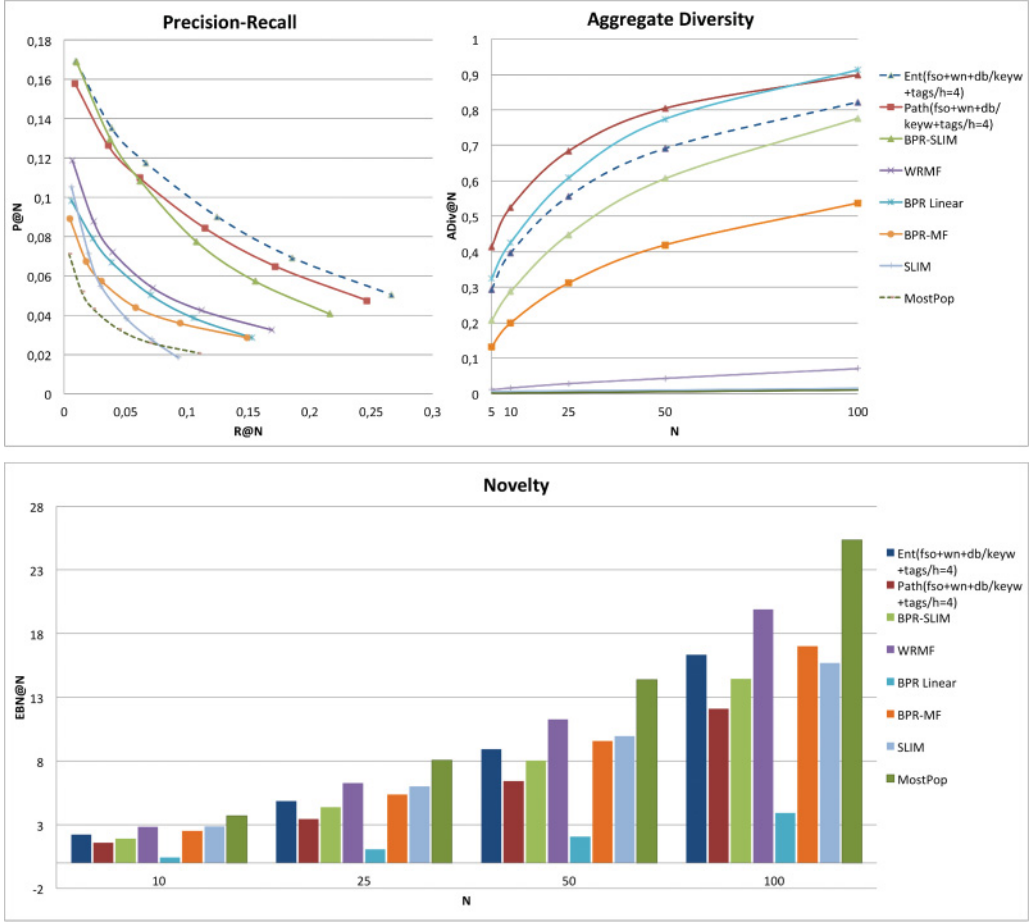 Precision-Recall
0,18
0,16
0,14
0,12
0,1
0,08
0,06
0,04
0,02
0
P@N
0 0,05 0,1 0,15 0,2 0,25 0,3
R@N
Aggregate Diversity
1
0,9
0,8
0,7
0,6
0,5
0,4
0,3
0,2
0,1
0
ADiv@N
5 10 25 50 100
N
Ent(fso+wn+db/keyw
+tags/h=4)
Path(fso+wn+db/
keyw+tags/h=4)
BPR-SLIM
WRMF
BPR Linear
BPR-MF
SLIM
MostPop
Novelty
28
23
18
13
8
3
-2
EBN@N
10 25 50 100
N
Ent(fso+wn+db/keyw
+tags/h=4)
Path(fso+wn+db/keyw
+tags/h=4)
BPR-SLIM
WRMF
BPR Linear
BPR-MF
SLIM
MostPop